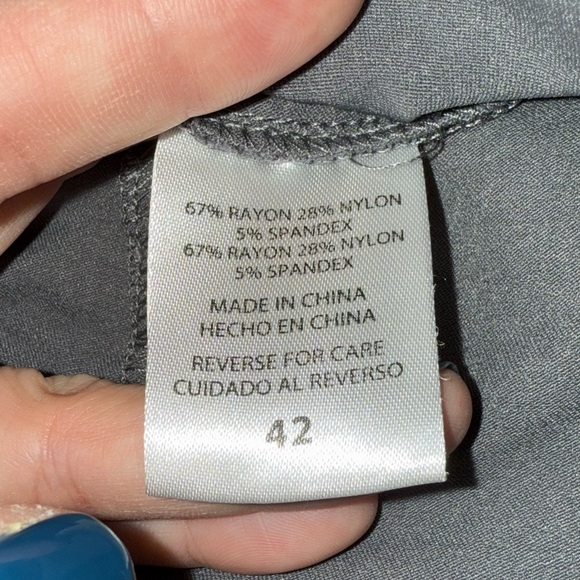 67% RAYON 28% NYLON
5% SPANDEX
67% RAYON 28% NYLON
5% SPANDEX
MADE IN CHINA
HECHO EN CHINA
REVERSE FOR CARE
CUIDADO AL REVERSO
42